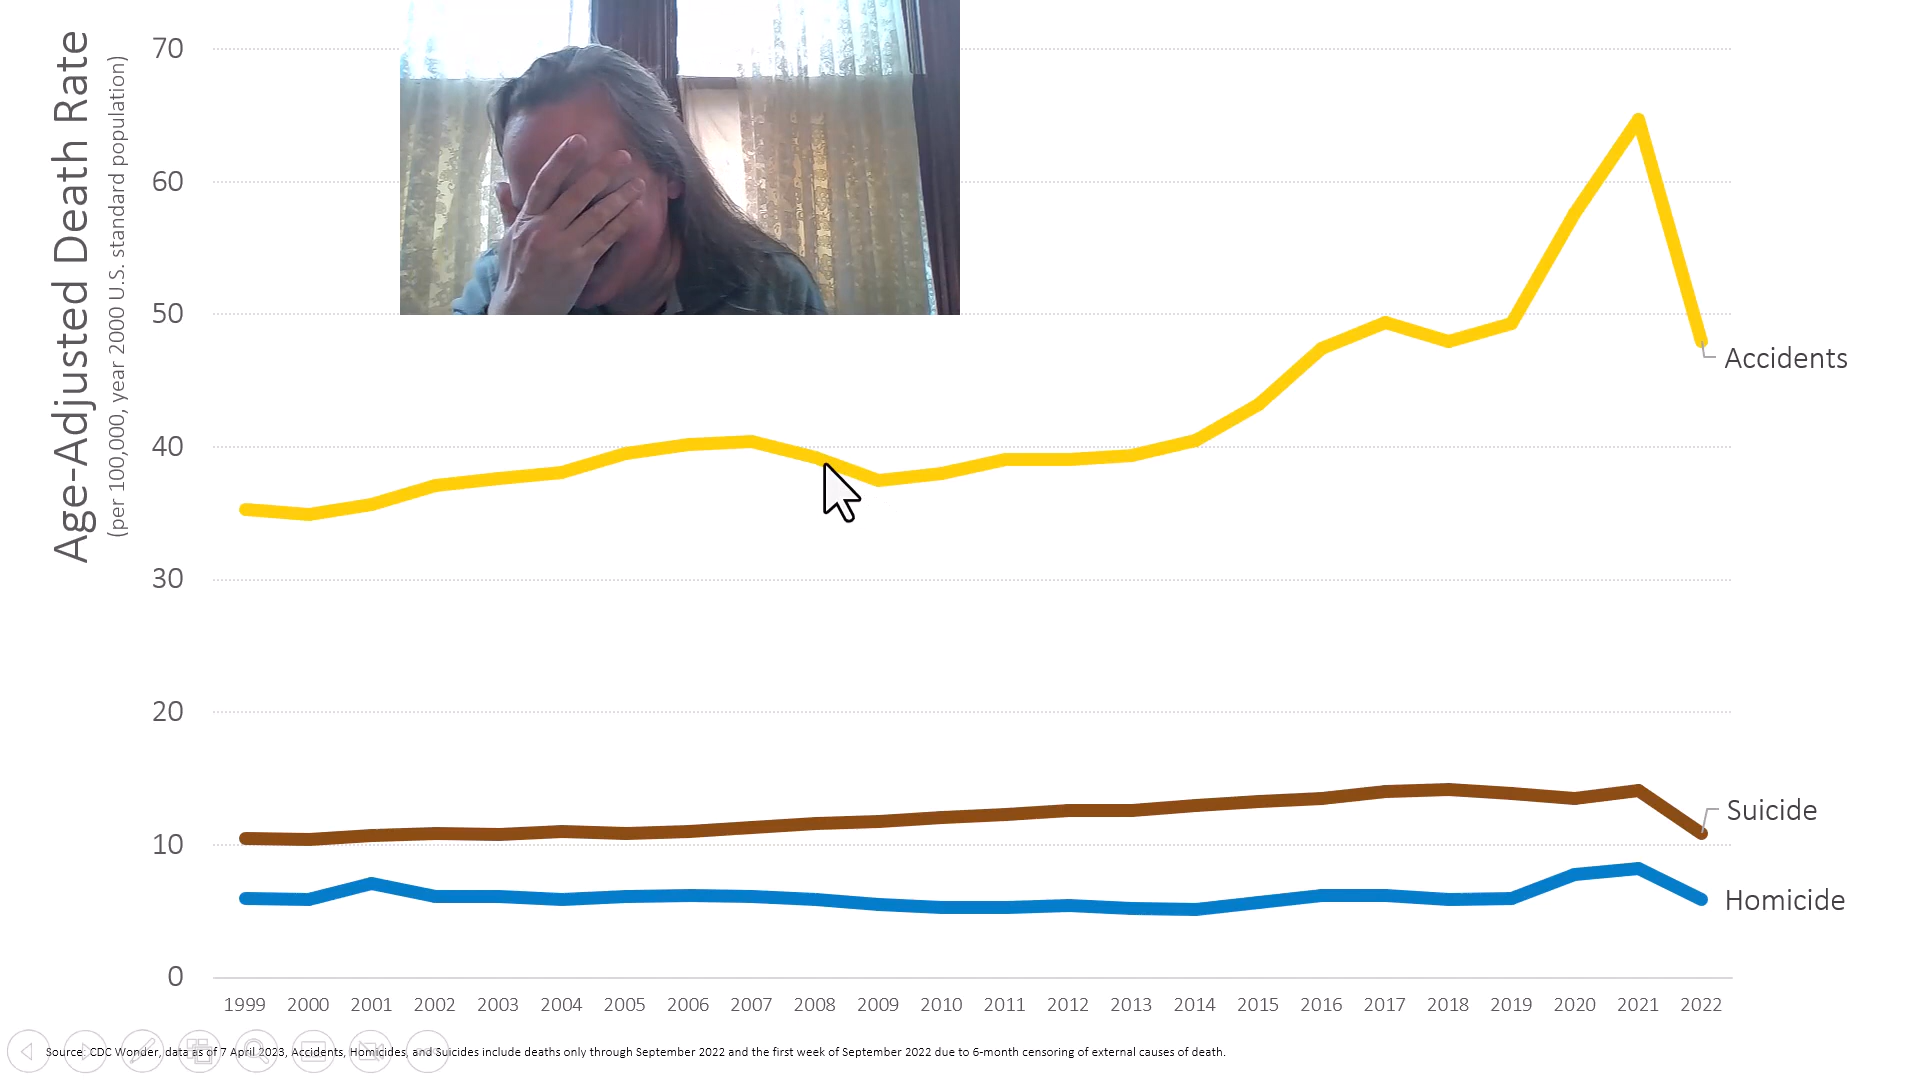 Age-Adjusted Death Rate
(per 100,000, year 2000 U.S. standard population)
70
60
50
40
30
20
10
0
Accidents
Suicide
Homicide
1999 2000 2001 2002 2003 2004 2005 2006 2007 2008 2009 2010 2011 2012 2013 2014 2015 2016 2017 2018 2019 2020 2021 2022
Source: CDC Wonder, data as of 7 April 2023, Accidents, Homicides, and Suicides include deaths only through September 2022 and the first week of September 2022 due to 6-month censoring of external causes of death.